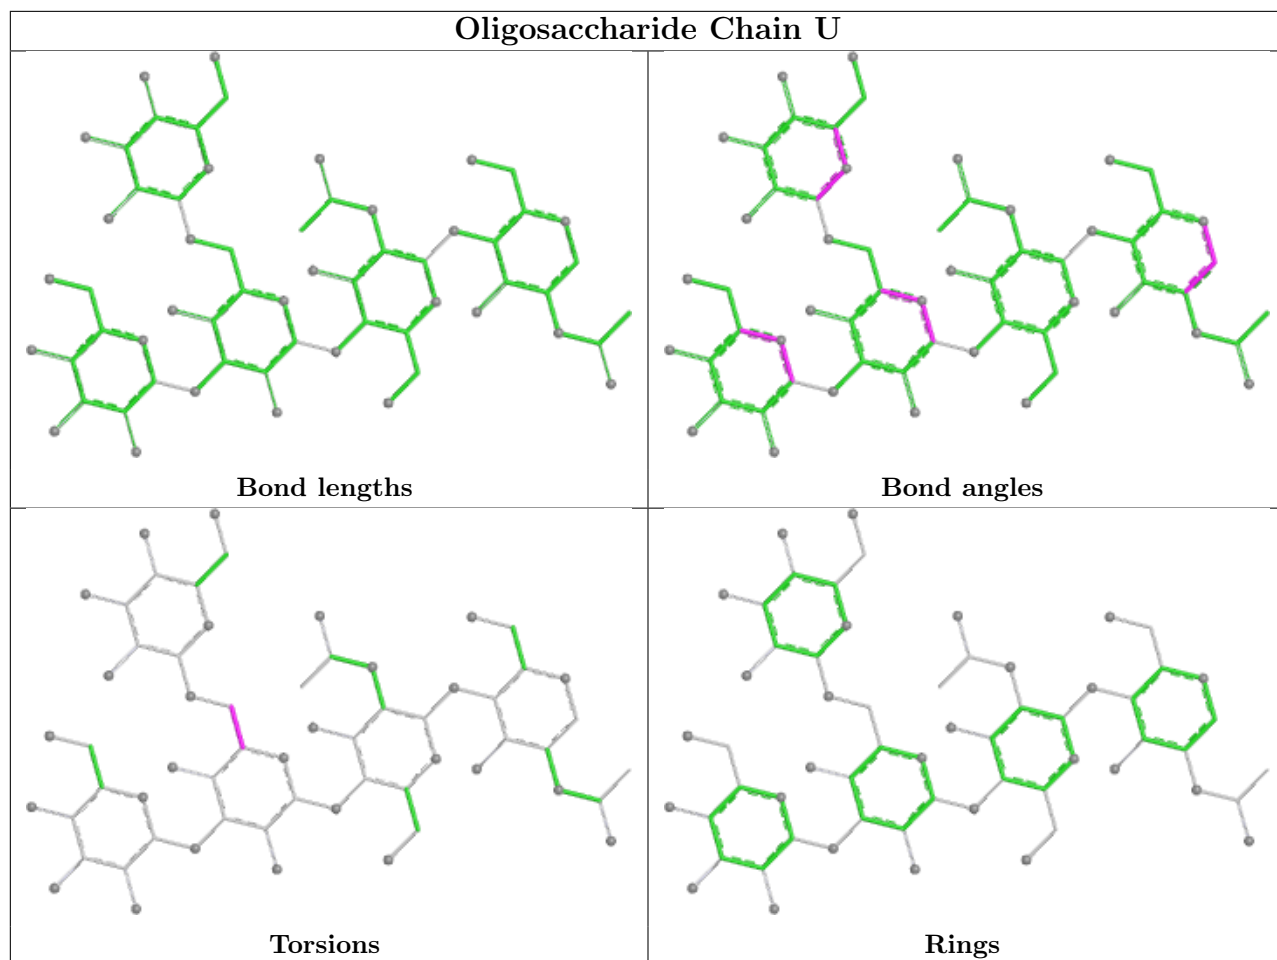 Oligosaccharide Chain U
Bond lengths
Bond angles
Torsions
Rings